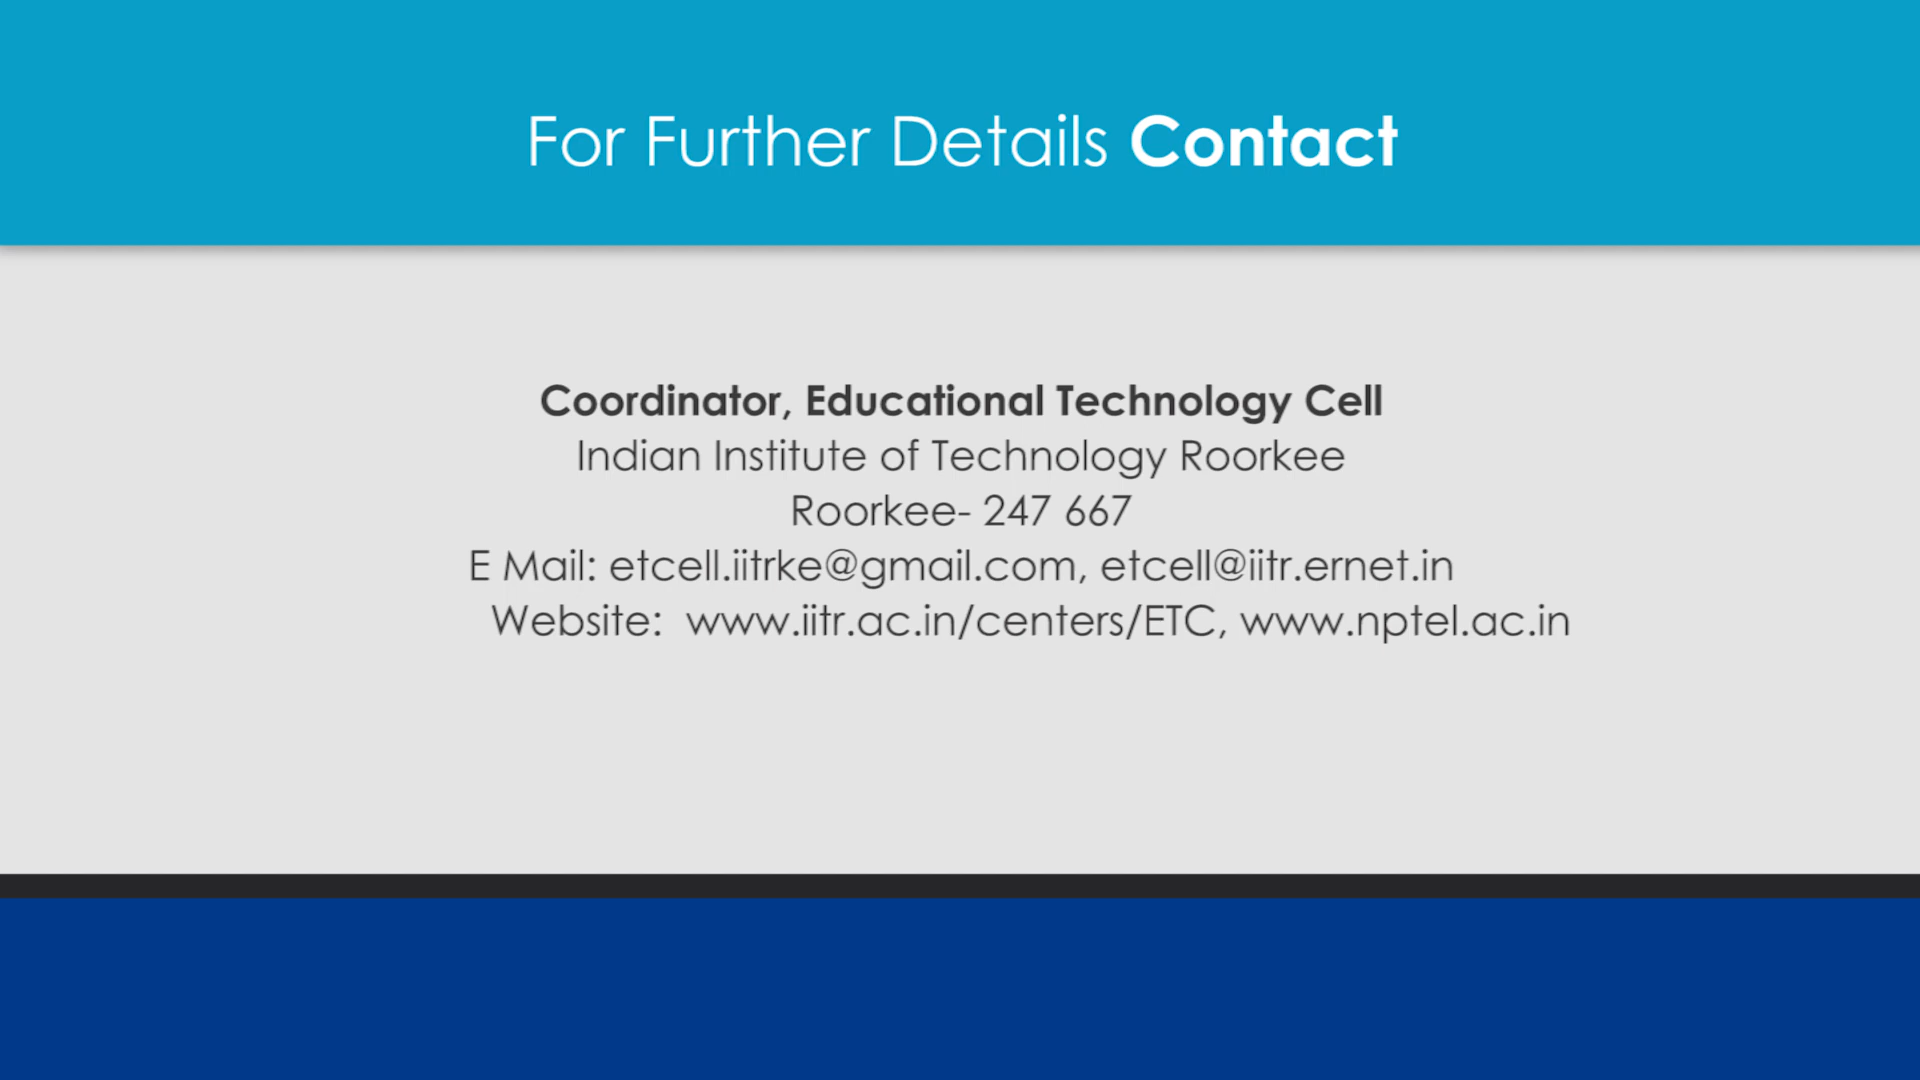 For Further Details Contact
Coordinator, Educational Technology Cell
Indian Institute of Technology Roorkee
Roorkee- 247 667
E Mail: etcell.iitrke@gmail.com, etcell@iitr.ernet.in
Website:  www.iitr.ac.in/centers/ETC, www.nptel.ac.in